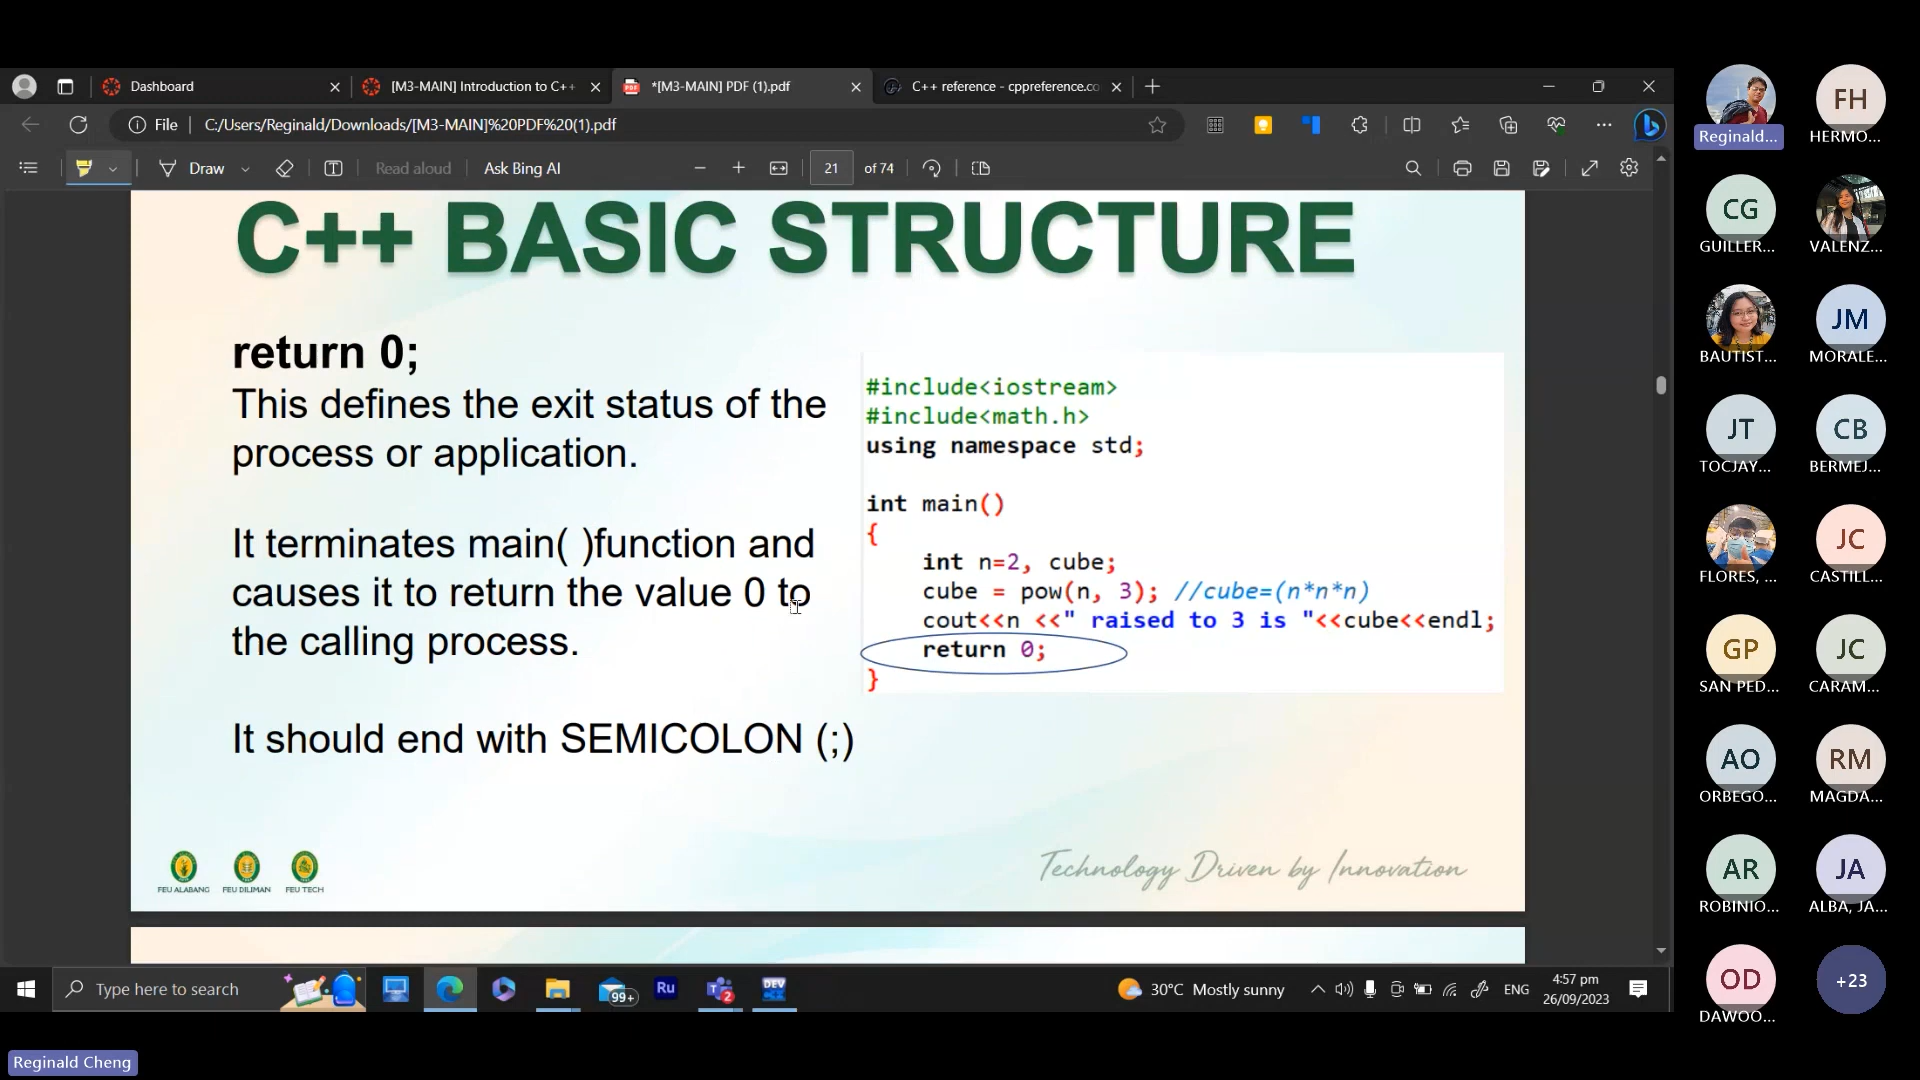 Dashboard
[M3-MAIN] Introduction to C++
*[M3-MAIN] PDF (1).pdf
C++ reference - cppreference.co
File
C:/Users/Reginald/Downloads/[M3-MAIN]%20PDF%20(1).pdf
Draw
Read aloud
Ask Bing AI
21
of 74
C++ BASIC STRUCTURE
return 0;
This defines the exit status of the
process or application.
It terminates main( )function and
causes it to return the value 0 to
the calling process.
It should end with SEMICOLON (;)
#include<iostream>
#include<math.h>
using namespace std;
int main()
{
int n=2, cube;
cube = pow(n, 3); //cube=(n*n*n)
cout<<n <<" raised to 3 is "<<cube<<endl;
return 0;
}
FEU ALABANG
FEU DILIMAN
FEU TECH
Technology Driven by Innovation
Type here to search
99+
Ru
T
2
DEV
30°C Mostly sunny
ENG
4:57 pm
26/09/2023
Reginald...
FH
HERMO...
CG
GUILLER...
VALENZ...
BAUTIST...
JM
MORALE...
JT
TOCJAY...
CB
BERMEJ...
FLORES, ...
JC
CASTILL...
GP
SAN PED...
JC
CARAM...
AO
ORBEGO...
RM
MAGDA...
AR
ROBINIO...
JA
ALBA, JA...
OD
DAWOO...
+23
Reginald Cheng